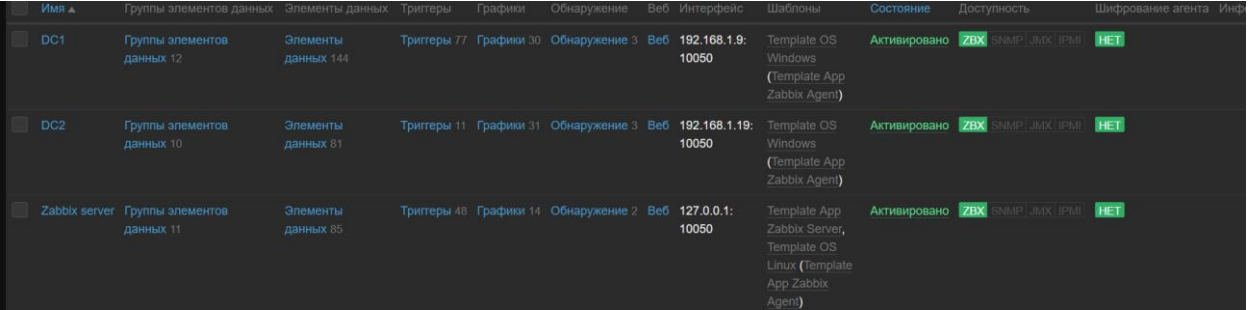 Имя Группы элементов данных Элементы данных Триггеры Графики Обнаружение Веб Интерфейс Шаблоны Состояние Доступность Шифрование агента Инфо
DC1 Группы элементов Элементы Триггеры 77 Графики 30 Обнаружение 3 Веб 192.168.1.9: Template OS Активировано ZBX SNMP JMX IPMI НЕТ
данных 12 данных 144 10050 Windows
(Template App
Zabbix Agent)
DC2 Группы элементов Элементы Триггеры 11 Графики 31 Обнаружение 3 Веб 192.168.1.19: Template OS Активировано ZBX SNMP JMX IPMI НЕТ
данных 10 данных 81 10050 Windows
(Template App
Zabbix Agent)
Zabbix server Группы элементов Элементы Триггеры 48 Графики 14 Обнаружение 2 Веб 127.0.0.1: Template App Активировано ZBX SNMP JMX IPMI НЕТ
данных 11 данных 85 10050 Zabbix Server,
Template OS
Linux (Template
App Zabbix
Agent)